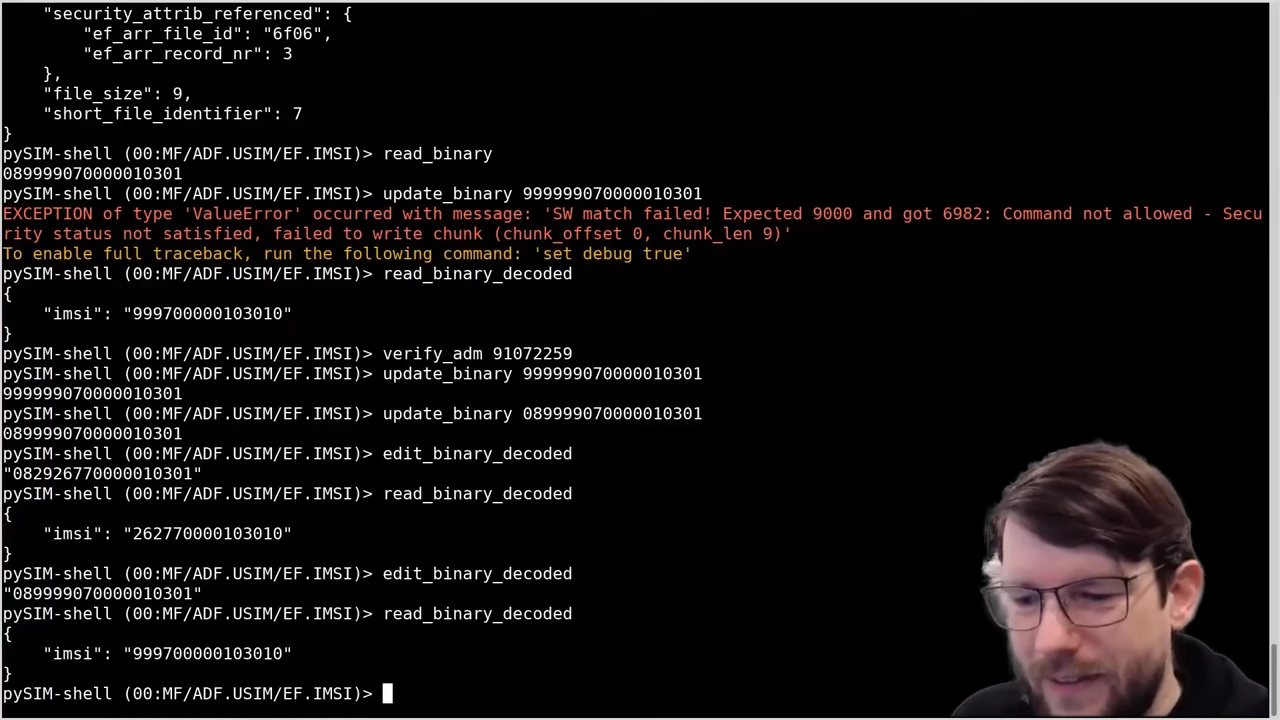 "security_attrib_referenced": {
        "ef_arr_file_id": "6f06",
        "ef_arr_record_nr": 3
    },
    "file_size": 9,
    "short_file_identifier": 7
}
pySIM-shell (00:MF/ADF.USIM/EF.IMSI)> read_binary
089999070000010301
pySIM-shell (00:MF/ADF.USIM/EF.IMSI)> update_binary 999999070000010301
EXCEPTION of type 'ValueError' occurred with message: 'SW match failed! Expected 9000 and got 6982: Command not allowed - Secu
rity status not satisfied, failed to write chunk (chunk_offset 0, chunk_len 9)'
To enable full traceback, run the following command: 'set debug true'
pySIM-shell (00:MF/ADF.USIM/EF.IMSI)> read_binary_decoded
{
    "imsi": "999700000103010"
}
pySIM-shell (00:MF/ADF.USIM/EF.IMSI)> verify_adm 91072259
pySIM-shell (00:MF/ADF.USIM/EF.IMSI)> update_binary 999999070000010301
999999070000010301
pySIM-shell (00:MF/ADF.USIM/EF.IMSI)> update_binary 089999070000010301
089999070000010301
pySIM-shell (00:MF/ADF.USIM/EF.IMSI)> edit_binary_decoded
"082926770000010301"
pySIM-shell (00:MF/ADF.USIM/EF.IMSI)> read_binary_decoded
{
    "imsi": "262770000103010"
}
pySIM-shell (00:MF/ADF.USIM/EF.IMSI)> edit_binary_decoded
"089999070000010301"
pySIM-shell (00:MF/ADF.USIM/EF.IMSI)> read_binary_decoded
{
    "imsi": "999700000103010"
}
pySIM-shell (00:MF/ADF.USIM/EF.IMSI)>